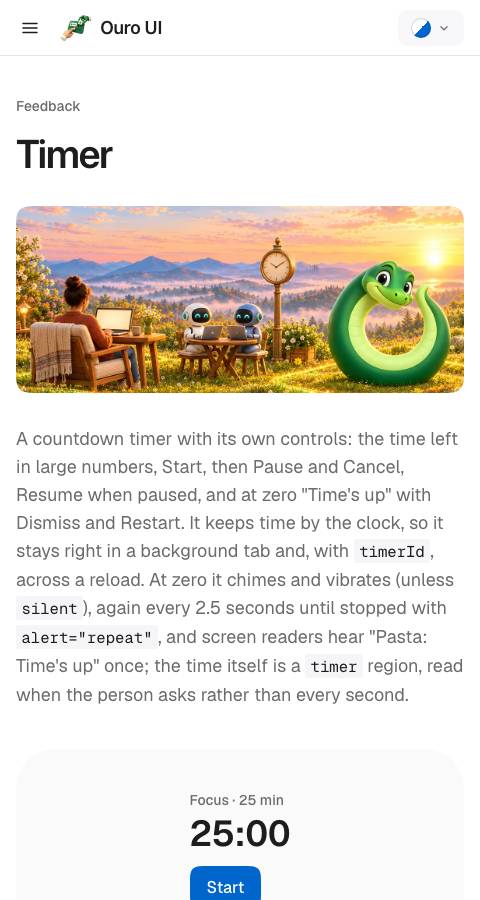 Ouro UI
Feedback
Timer
A countdown timer with its own controls: the time left
in large numbers, Start, then Pause and Cancel,
Resume when paused, and at zero "Time's up" with
Dismiss and Restart. It keeps time by the clock, so it
stays right in a background tab and, with timerId,
across a reload. At zero it chimes and vibrates (unless
silent), again every 2.5 seconds until stopped with
alert="repeat", and screen readers hear "Pasta:
Time's up" once; the time itself is a timer region, read
when the person asks rather than every second.
Focus · 25 min
25:00
Start